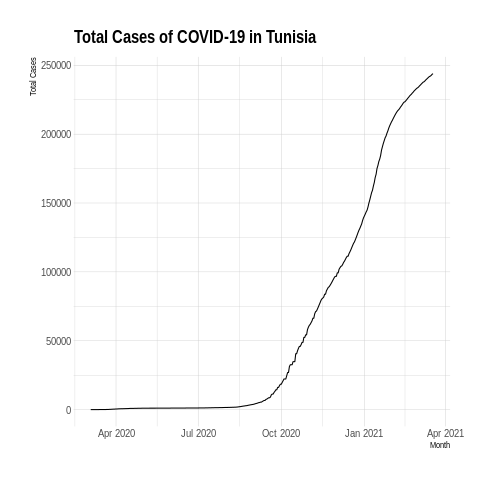 Total Cases of COVID-19 in Tunisia
Total Cases
250000
200000
150000
100000
50000
0
Apr 2020 Jul 2020 Oct 2020 Jan 2021 Apr 2021
Month